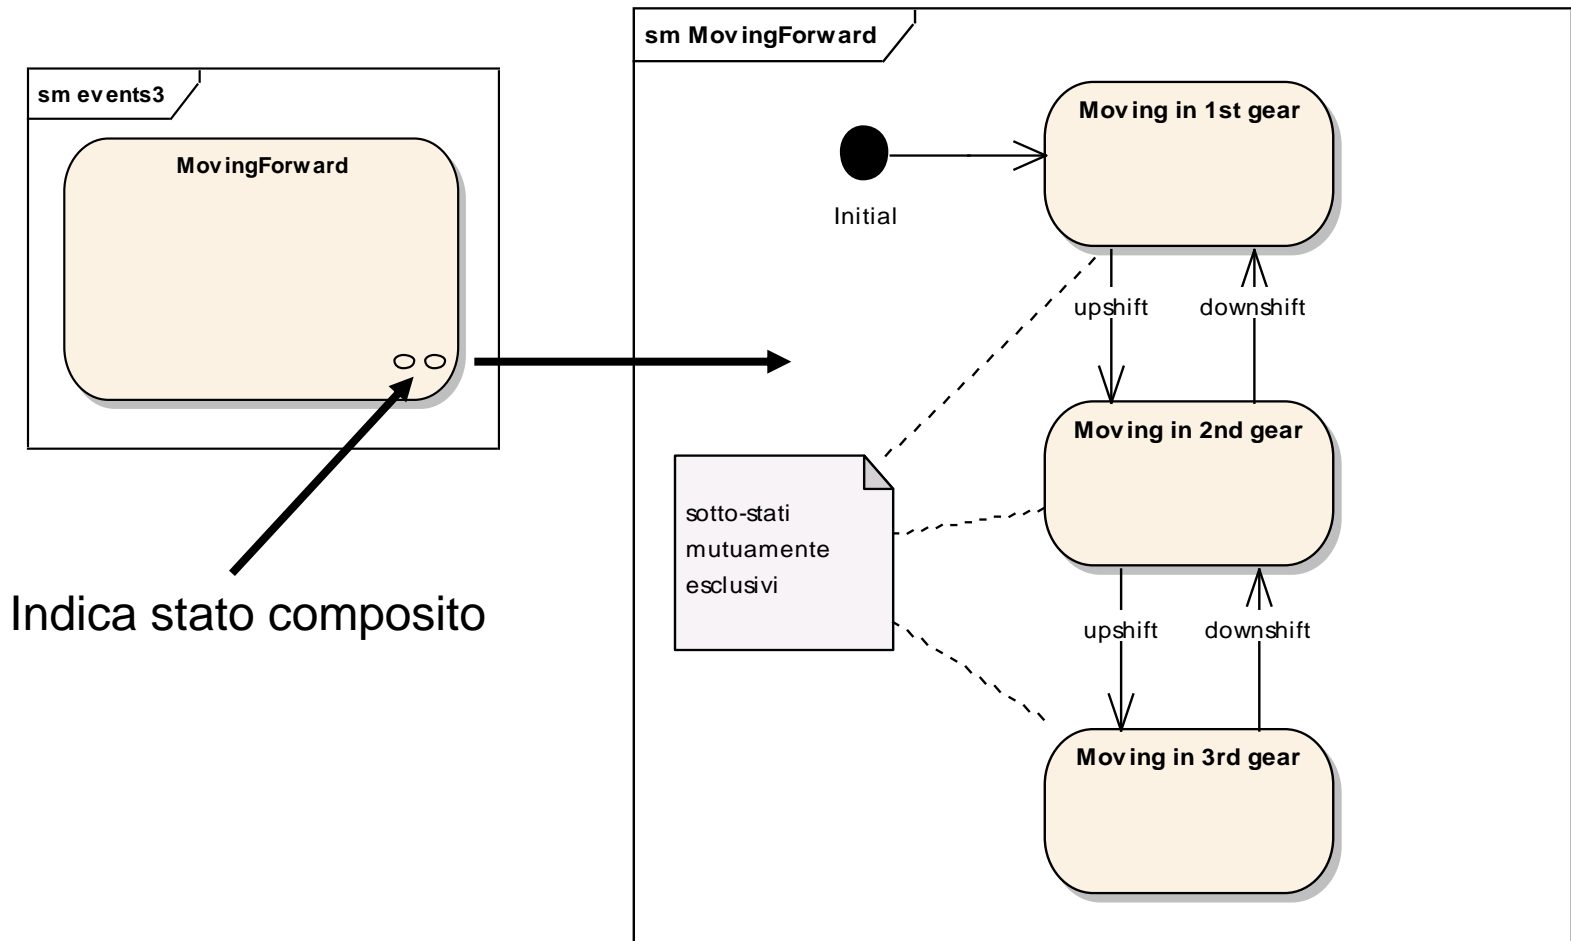 sm events3
MovingForward
Indica stato composito
sm MovingForward
Initial
Moving in 1st gear
upshift
downshift
Moving in 2nd gear
sotto-stati
mutuamente
esclusivi
upshift
downshift
Moving in 3rd gear